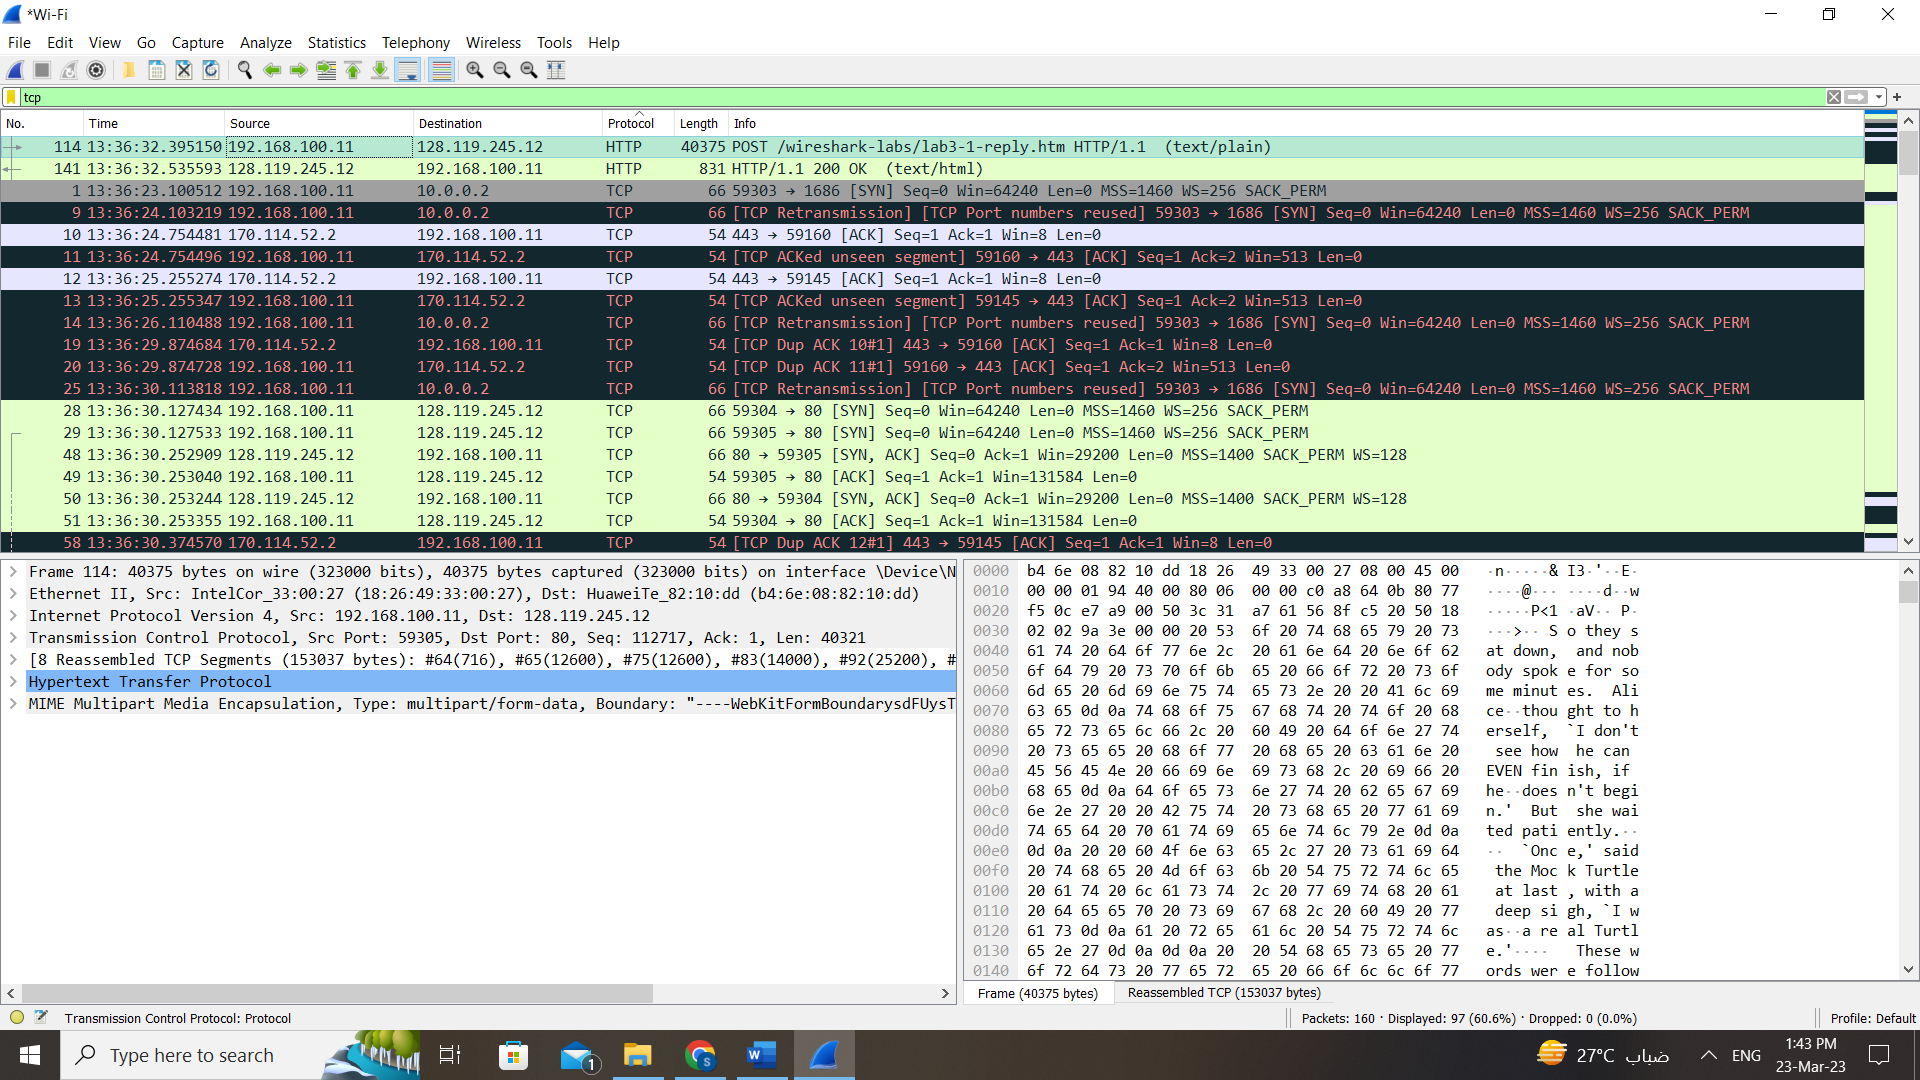 *Wi-Fi
File Edit View Go Capture Analyze Statistics Telephony Wireless Tools Help
tcp
No. Time Source Destination Protocol Length Info
114 13:36:32.395150 192.168.100.11 128.119.245.12 HTTP 40375 POST /wireshark-labs/lab3-1-reply.htm HTTP/1.1 (text/plain)
141 13:36:32.535593 128.119.245.12 192.168.100.11 HTTP 831 HTTP/1.1 200 OK (text/html)
1 13:36:23.100512 192.168.100.11 10.0.0.2 TCP 66 59303 → 1686 [SYN] Seq=0 Win=64240 Len=0 MSS=1460 WS=256 SACK_PERM
9 13:36:24.103219 192.168.100.11 10.0.0.2 TCP 66 [TCP Retransmission] [TCP Port numbers reused] 59303 → 1686 [SYN] Seq=0 Win=64240 Len=0 MSS=1460 WS=256 SACK_PERM
10 13:36:24.754481 170.114.52.2 192.168.100.11 TCP 54 443 → 59160 [ACK] Seq=1 Ack=1 Win=8 Len=0
11 13:36:24.754496 192.168.100.11 170.114.52.2 TCP 54 [TCP ACKed unseen segment] 59160 → 443 [ACK] Seq=1 Ack=2 Win=513 Len=0
12 13:36:25.255274 170.114.52.2 192.168.100.11 TCP 54 443 → 59145 [ACK] Seq=1 Ack=1 Win=8 Len=0
13 13:36:25.255347 192.168.100.11 170.114.52.2 TCP 54 [TCP ACKed unseen segment] 59145 → 443 [ACK] Seq=1 Ack=2 Win=513 Len=0
14 13:36:26.110488 192.168.100.11 10.0.0.2 TCP 66 [TCP Retransmission] [TCP Port numbers reused] 59303 → 1686 [SYN] Seq=0 Win=64240 Len=0 MSS=1460 WS=256 SACK_PERM
19 13:36:29.874684 170.114.52.2 192.168.100.11 TCP 54 [TCP Dup ACK 10#1] 443 → 59160 [ACK] Seq=1 Ack=1 Win=8 Len=0
20 13:36:29.874728 192.168.100.11 170.114.52.2 TCP 54 [TCP Dup ACK 11#1] 59160 → 443 [ACK] Seq=1 Ack=2 Win=513 Len=0
25 13:36:30.113818 192.168.100.11 10.0.0.2 TCP 66 [TCP Retransmission] [TCP Port numbers reused] 59303 → 1686 [SYN] Seq=0 Win=64240 Len=0 MSS=1460 WS=256 SACK_PERM
28 13:36:30.127434 192.168.100.11 128.119.245.12 TCP 66 59304 → 80 [SYN] Seq=0 Win=64240 Len=0 MSS=1460 WS=256 SACK_PERM
29 13:36:30.127533 192.168.100.11 128.119.245.12 TCP 66 59305 → 80 [SYN] Seq=0 Win=64240 Len=0 MSS=1460 WS=256 SACK_PERM
48 13:36:30.252909 128.119.245.12 192.168.100.11 TCP 66 80 → 59305 [SYN, ACK] Seq=0 Ack=1 Win=29200 Len=0 MSS=1400 SACK_PERM WS=128
49 13:36:30.253040 192.168.100.11 128.119.245.12 TCP 54 59305 → 80 [ACK] Seq=1 Ack=1 Win=131584 Len=0
50 13:36:30.253244 128.119.245.12 192.168.100.11 TCP 66 80 → 59304 [SYN, ACK] Seq=0 Ack=1 Win=29200 Len=0 MSS=1400 SACK_PERM WS=128
51 13:36:30.253355 192.168.100.11 128.119.245.12 TCP 54 59304 → 80 [ACK] Seq=1 Ack=1 Win=131584 Len=0
58 13:36:30.374570 170.114.52.2 192.168.100.11 TCP 54 [TCP Dup ACK 12#1] 443 → 59145 [ACK] Seq=1 Ack=1 Win=8 Len=0
Frame 114: 40375 bytes on wire (323000 bits), 40375 bytes captured (323000 bits) on interface \Device\N
Ethernet II, Src: IntelCor_33:00:27 (18:26:49:33:00:27), Dst: HuaweiTe_82:10:dd (b4:6e:08:82:10:dd)
Internet Protocol Version 4, Src: 192.168.100.11, Dst: 128.119.245.12
Transmission Control Protocol, Src Port: 59305, Dst Port: 80, Seq: 112717, Ack: 1, Len: 40321
[8 Reassembled TCP Segments (153037 bytes): #64(716), #65(12600), #75(12600), #83(14000), #92(25200), #
Hypertext Transfer Protocol
MIME Multipart Media Encapsulation, Type: multipart/form-data, Boundary: "----WebKitFormBoundarysdFUysT
0000 b4 6e 08 82 10 dd 18 26 49 33 00 27 08 00 45 00 ·n·····& I3·'··E·
0010 00 00 01 94 40 00 80 06 00 00 c0 a8 64 0b 80 77 ····@··· ····d··w
0020 f5 0c e7 a9 00 50 3c 31 a7 61 56 8f c5 20 50 18 ·····P<1 ·aV·· P·
0030 02 02 9a 3e 00 00 20 53 6f 20 74 68 65 79 20 73 ···>·· S o they s
0040 61 74 20 64 6f 77 6e 2c 20 61 6e 64 20 6e 6f 62 at down, and nob
0050 6f 64 79 20 73 70 6f 6b 65 20 66 6f 72 20 73 6f ody spok e for so
0060 6d 65 20 6d 69 6e 75 74 65 73 2e 20 20 41 6c 69 me minut es.  Ali
0070 63 65 0d 0a 74 68 6f 75 67 68 74 20 74 6f 20 68 ce··thou ght to h
0080 65 72 73 65 6c 66 2c 20 60 49 20 64 6f 6e 27 74 erself, `I don't
0090 20 73 65 65 20 68 6f 77 20 68 65 20 63 61 6e 20 see how he can
00a0 45 56 45 4e 20 66 69 6e 69 73 68 2c 20 69 66 20 EVEN fin ish, if
00b0 68 65 0d 0a 64 6f 65 73 6e 27 74 20 62 65 67 69 he··does n't begi
00c0 6e 2e 27 20 20 42 75 74 20 73 68 65 20 77 61 69 n.'  But she wai
00d0 74 65 64 20 70 61 74 69 65 6e 74 6c 79 2e 0d 0a ted pati ently.··
00e0 0d 0a 20 20 60 4f 6e 63 65 2c 27 20 73 61 69 64 ··  `Onc e,' said
00f0 20 74 68 65 20 4d 6f 63 6b 20 54 75 72 74 6c 65 the Moc k Turtle
0100 20 61 74 20 6c 61 73 74 2c 20 77 69 74 68 20 61 at last , with a
0110 20 64 65 65 70 20 73 69 67 68 2c 20 60 49 20 77 deep si gh, `I w
0120 61 73 0d 0a 61 20 72 65 61 6c 20 54 75 72 74 6c as··a re al Turtl
0130 65 2e 27 0d 0a 0d 0a 20 20 54 68 65 73 65 20 77 e.'····  These w
0140 6f 72 64 73 20 77 65 72 65 20 66 6f 6c 6c 6f 77 ords wer e follow
Frame (40375 bytes) Reassembled TCP (153037 bytes)
Transmission Control Protocol: Protocol Packets: 160 · Displayed: 97 (60.6%) · Dropped: 0 (0.0%) Profile: Default
Type here to search 1 S W 27°C ضباب ENG 1:43 PM
23-Mar-23